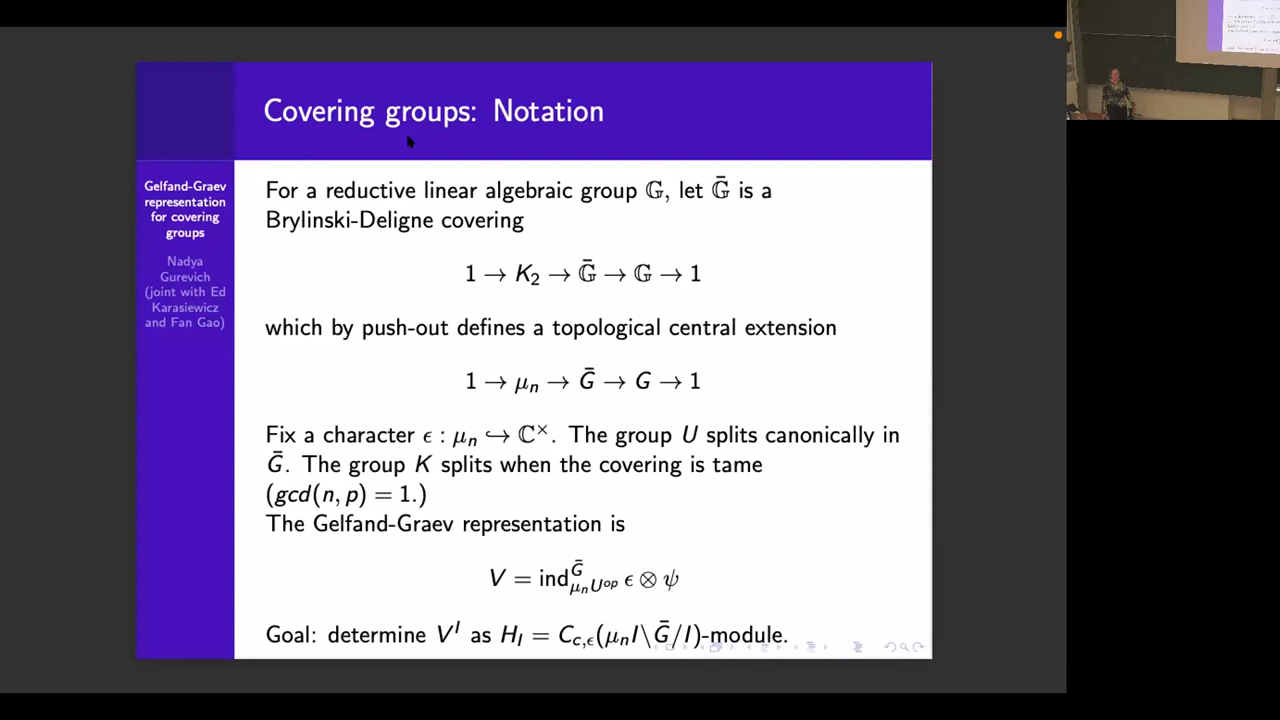 Covering groups: Notation
Gelfand-Graev
representation
for covering
groups
Nadya
Gurevich
(joint with Ed
Karasiewicz
and Fan Gao)
For a reductive linear algebraic group 𝔾, let 𝔾̄ is a
Brylinski-Deligne covering
1 → K₂ → 𝔾̄ → 𝔾 → 1
which by push-out defines a topological central extension
1 → μₙ → Ḡ → G → 1
Fix a character ϵ : μₙ ↪ ℂ×. The group U splits canonically in
Ḡ. The group K splits when the covering is tame
(gcd(n, p) = 1.)
The Gelfand-Graev representation is
V = ind^Ḡ_{μₙU^{op}} ϵ ⊗ ψ
Goal: determine V^I as H_I = C_{c,ϵ}(μₙI\Ḡ/I)-module.